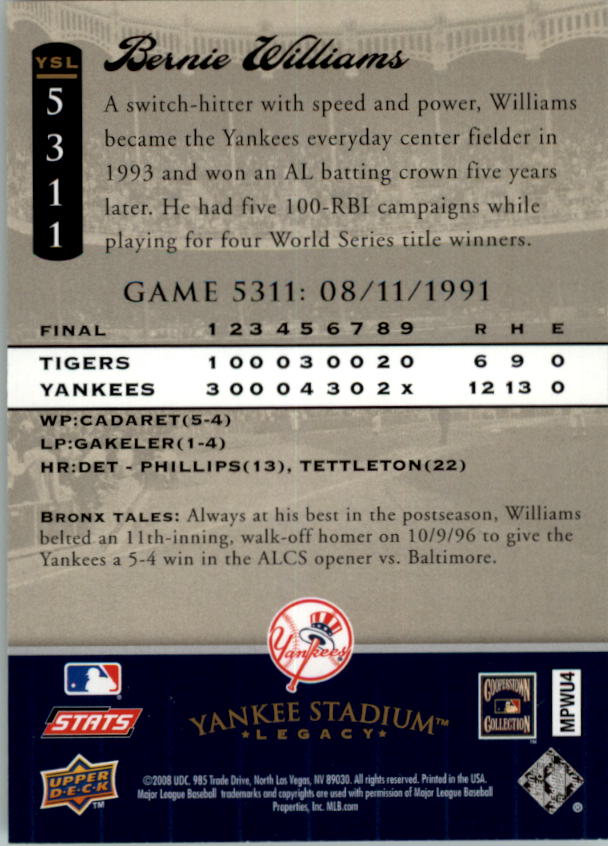 YSL
5
3
1
1
Bernie Williams
A switch-hitter with speed and power, Williams
became the Yankees everyday center fielder in
1993 and won an AL batting crown five years
later. He had five 100-RBI campaigns while
playing for four World Series title winners.
GAME 5311: 08/11/1991
FINAL 1 2 3 4 5 6 7 8 9 R H E
TIGERS 1 0 0 0 3 0 0 2 0 6 9 0
YANKEES 3 0 0 0 4 3 0 2 x 12 13 0
WP:CADARET(5-4)
LP:GAKELER(1-4)
HR:DET - PHILLIPS(13), TETTLETON(22)
BRONX TALES: Always at his best in the postseason, Williams
belted an 11th-inning, walk-off homer on 10/9/96 to give the
Yankees a 5-4 win in the ALCS opener vs. Baltimore.
Yankees
STATS
YANKEE STADIUM™
★LEGACY★
COOPERSTOWN
COLLECTION
™
MPWU4
UPPER
DECK
™
©2008 UDC. 985 Trade Drive, North Las Vegas, NV 89030. All rights reserved. Printed in the USA.
Major League Baseball trademarks and copyrights are used with permission of Major League Baseball
Properties, Inc. MLB.com
®